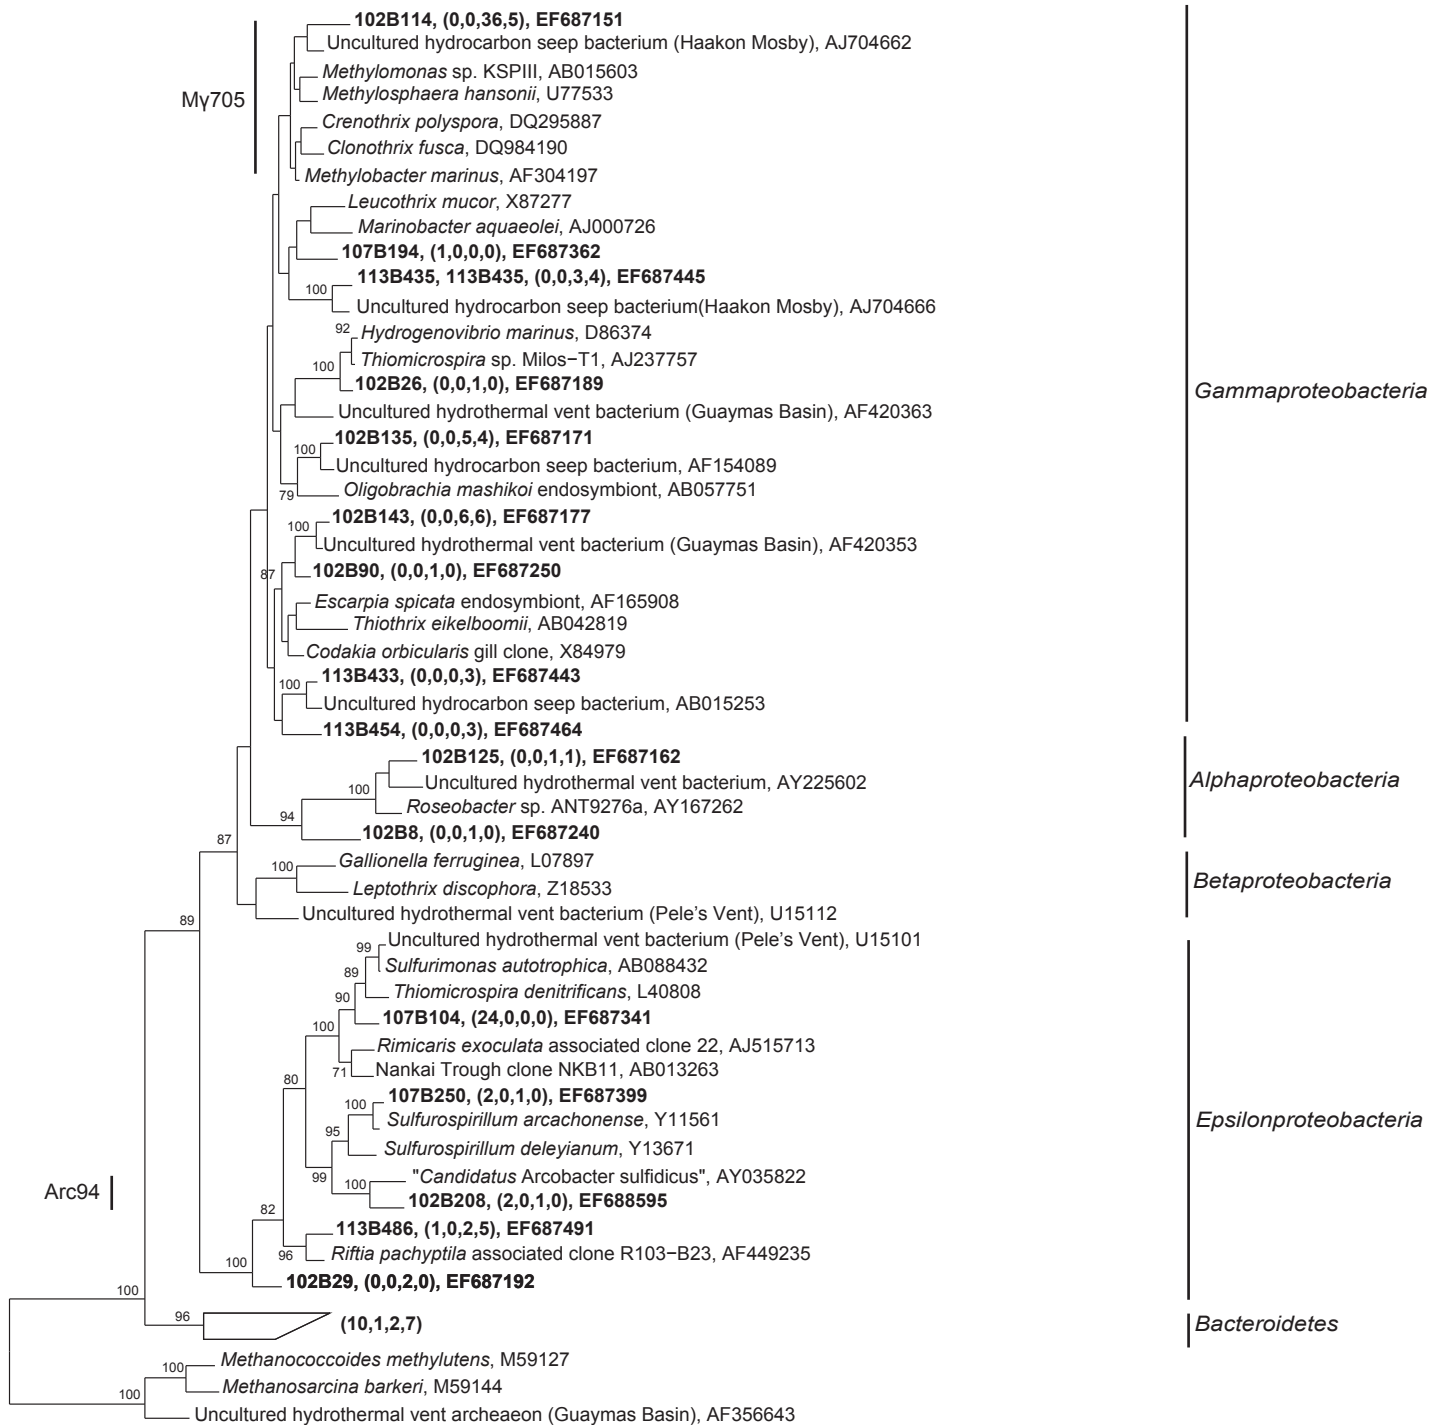 102B114, (0,0,36,5), EF687151
Uncultured hydrocarbon seep bacterium (Haakon Mosby), AJ704662
Methylomonas sp. KSPIII, AB015603
Methylosphaera hansonii, U77533
Mγ705
Crenothrix polyspora, DQ295887
Clonothrix fusca, DQ984190
Methylobacter marinus, AF304197
Leucothrix mucor, X87277
Marinobacter aquaeolei, AJ000726
107B194, (1,0,0,0), EF687362
113B435, 113B435, (0,0,3,4), EF687445
100
Uncultured hydrocarbon seep bacterium(Haakon Mosby), AJ704666
92
Hydrogenovibrio marinus, D86374
Thiomicrospira sp. Milos−T1, AJ237757
100
102B26, (0,0,1,0), EF687189
Gammaproteobacteria
Uncultured hydrothermal vent bacterium (Guaymas Basin), AF420363
102B135, (0,0,5,4), EF687171
100
Uncultured hydrocarbon seep bacterium, AF154089
79
Oligobrachia mashikoi endosymbiont, AB057751
102B143, (0,0,6,6), EF687177
100
Uncultured hydrothermal vent bacterium (Guaymas Basin), AF420353
87
102B90, (0,0,1,0), EF687250
Escarpia spicata endosymbiont, AF165908
Thiothrix eikelboomii, AB042819
Codakia orbicularis gill clone, X84979
113B433, (0,0,0,3), EF687443
100
Uncultured hydrocarbon seep bacterium, AB015253
113B454, (0,0,0,3), EF687464
102B125, (0,0,1,1), EF687162
Uncultured hydrothermal vent bacterium, AY225602
Alphaproteobacteria
100
Roseobacter sp. ANT9276a, AY167262
94
102B8, (0,0,1,0), EF687240
87
Gallionella ferruginea, L07897
100
Leptothrix discophora, Z18533
Betaproteobacteria
Uncultured hydrothermal vent bacterium (Pele's Vent), U15112
89
Uncultured hydrothermal vent bacterium (Pele's Vent), U15101
99
Sulfurimonas autotrophica, AB088432
89
Thiomicrospira denitrificans, L40808
90
107B104, (24,0,0,0), EF687341
100
Rimicaris exoculata associated clone 22, AJ515713
71
Nankai Trough clone NKB11, AB013263
80
107B250, (2,0,1,0), EF687399
100
Sulfurospirillum arcachonense, Y11561
Epsilonproteobacteria
95
Sulfurospirillum deleyianum, Y13671
99
"Candidatus Arcobacter sulfidicus", AY035822
100
Arc94
102B208, (2,0,1,0), EF688595
82
113B486, (1,0,2,5), EF687491
96
Riftia pachyptila associated clone R103−B23, AF449235
100
102B29, (0,0,2,0), EF687192
100
96
(10,1,2,7)
Bacteroidetes
Methanococcoides methylutens, M59127
100
Methanosarcina barkeri, M59144
100
Uncultured hydrothermal vent archeaeon (Guaymas Basin), AF356643